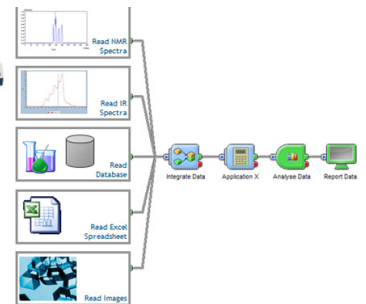 Read NMR
Spectra
Read IR
Spectra
Read
Database
Read Excel
Spreadsheet
Read Images
Integrate Data
Application X
Analyse Data
Report Data